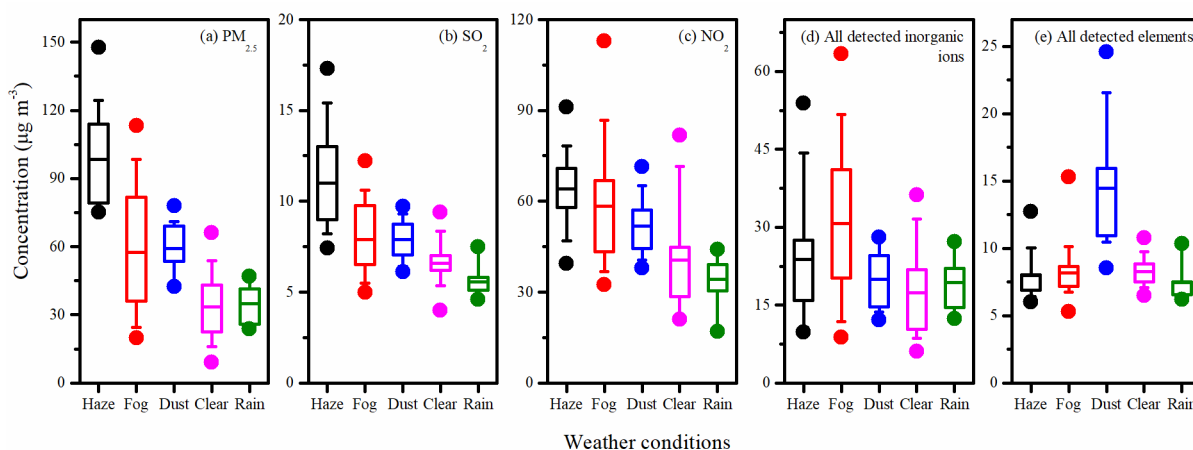 Concentration (μg m⁻³)
150
120
90
60
30
0
(a) PM2.5
Haze Fog Dust Clear Rain
20
15
10
5
0
(b) SO2
Haze Fog Dust Clear Rain
120
90
60
30
0
(c) NO2
Haze Fog Dust Clear Rain
60
45
30
15
0
(d) All detected inorganic
ions
Haze Fog Dust Clear Rain
25
20
15
10
5
0
(e) All detected elements
Haze Fog Dust Clear Rain
Weather conditions